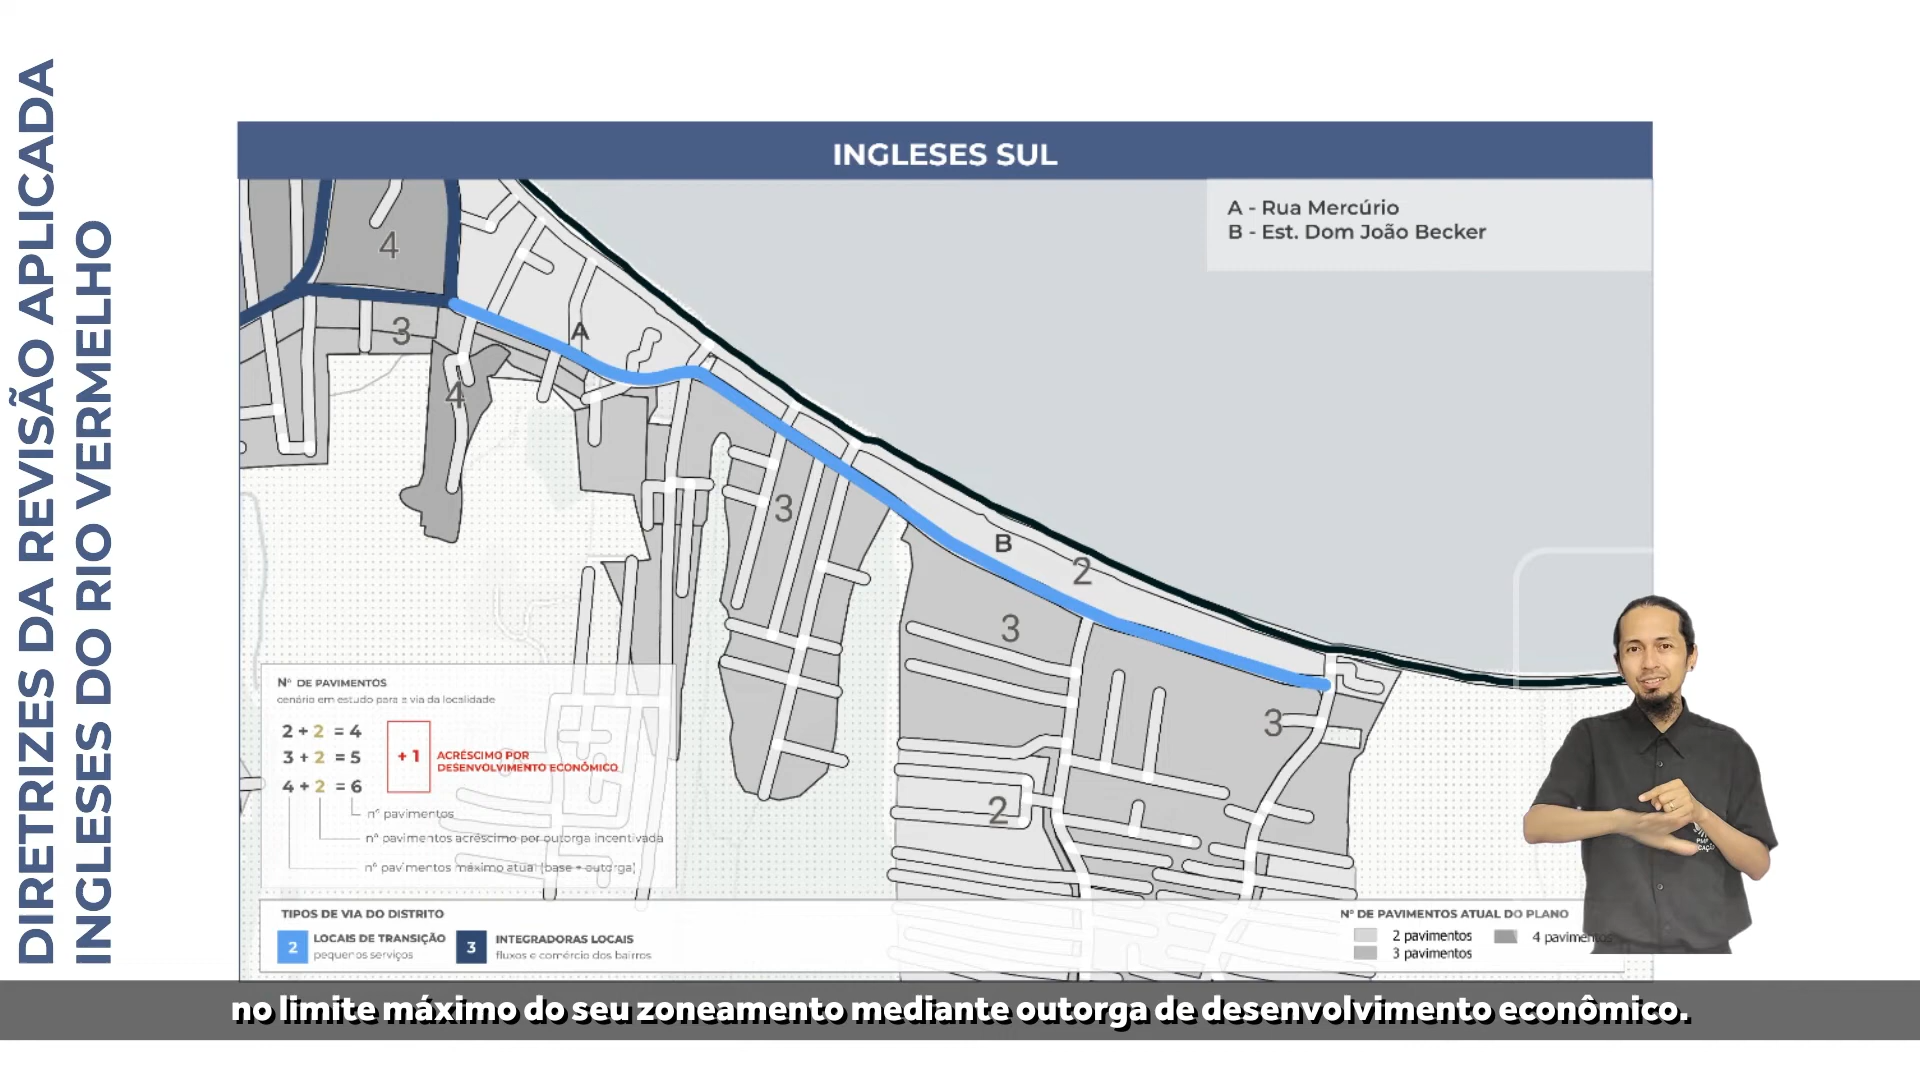 DIRETRIZES DA REVISÃO APLICADA
INGLESES DO RIO VERMELHO
INGLESES SUL
A - Rua Mercúrio
B - Est. Dom João Becker
4
3
4
A
3
B
2
3
3
2
Nº DE PAVIMENTOS
cenário em estudo para a via da localidade
2 + 2 = 4
3 + 2 = 5
4 + 2 = 6
+ 1
ACRÉSCIMO POR
DESENVOLVIMENTO ECONÔMICO
nº pavimentos
nº pavimentos acréscimo por outorga incentivada
nº pavimentos máximo atual (base + outorga)
TIPOS DE VIA DO DISTRITO
2
LOCAIS DE TRANSIÇÃO
pequenos serviços
3
INTEGRADORAS LOCAIS
fluxos e comércio dos bairros
Nº DE PAVIMENTOS ATUAL DO PLANO
2 pavimentos
3 pavimentos
4 pavimentos
no limite máximo do seu zoneamento mediante outorga de desenvolvimento econômico.